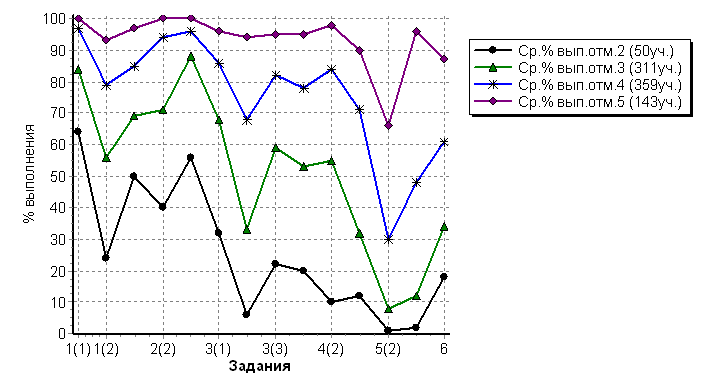 100
90
80
70
60
50
40
30
20
10
0
% выполнения
1(1) 1(2) 2(2) 3(1) 3(3) 4(2) 5(2) 6
Задания
Ср.% вып.отм.2 (50уч.)
Ср.% вып.отм.3 (311уч.)
Ср.% вып.отм.4 (359уч.)
Ср.% вып.отм.5 (143уч.)